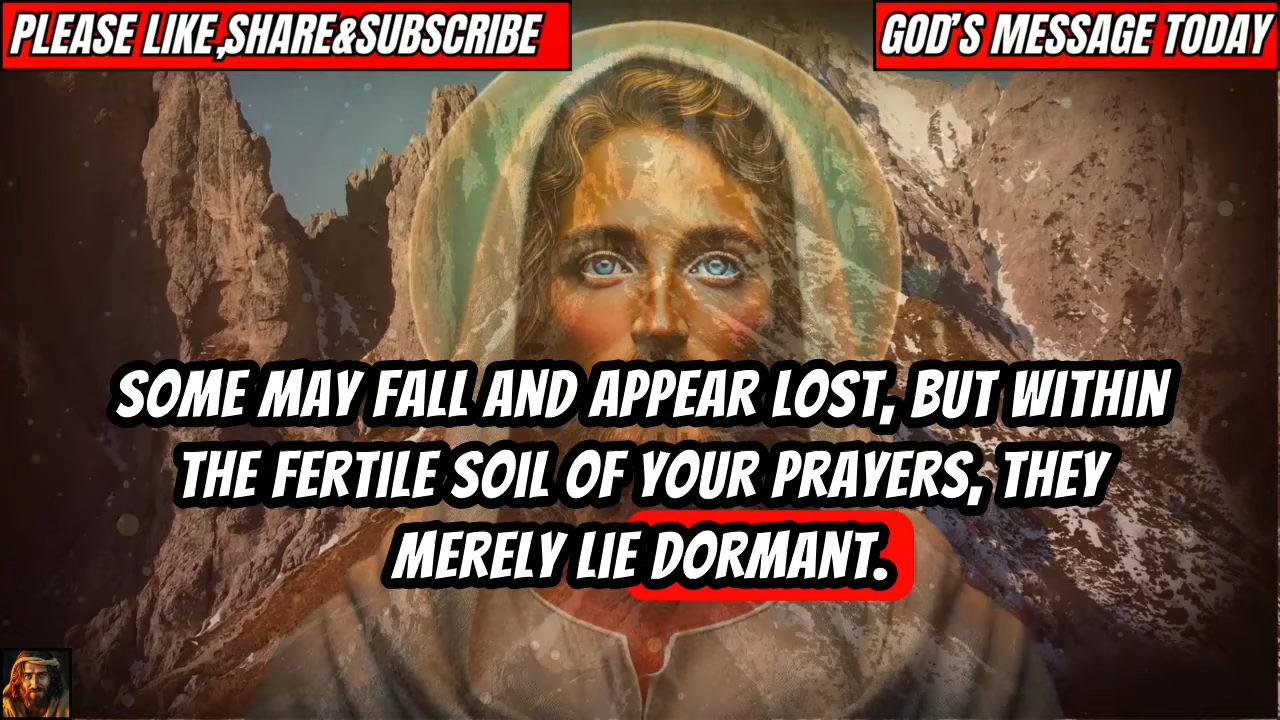 PLEASE LIKE,SHARE&SUBSCRIBE
GOD'S MESSAGE TODAY
SOME MAY FALL AND APPEAR LOST, BUT WITHIN
THE FERTILE SOIL OF YOUR PRAYERS, THEY
MERELY LIE DORMANT.